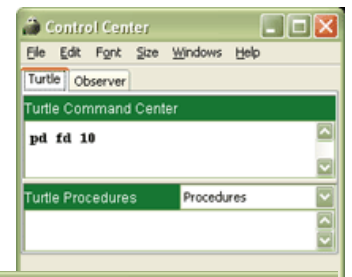 Control Center
File Edit Font Size Windows Help
Turtle Observer
Turtle Command Center
pd fd 10
Turtle Procedures Procedures